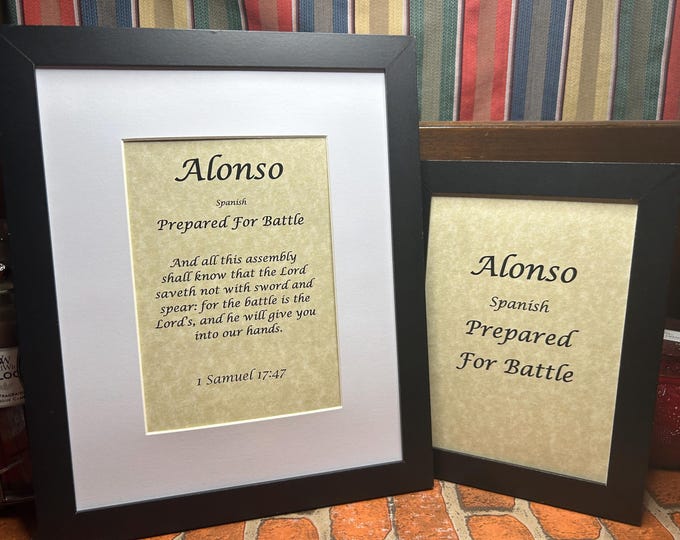 Alonso
Spanish
Prepared For Battle
And all this assembly
shall know that the Lord
saveth not with sword and
spear: for the battle is the
Lord's, and he will give you
into our hands.
1 Samuel 17:47
Alonso
Spanish
Prepared
For Battle